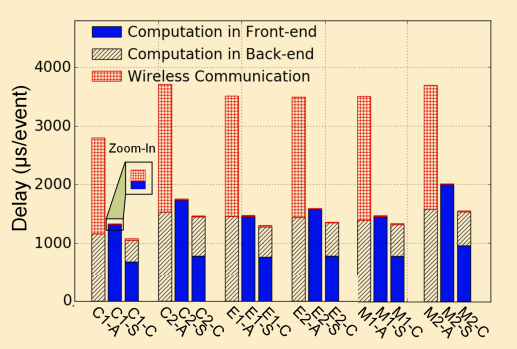 Computation in Front-end
Computation in Back-end
Wireless Communication
Delay (μs/event)
4000
3000
2000
1000
0
Zoom-In
C1-A
C1-S
C1-C
C2-A
C2-S
C2-C
E1-A
E1-S
E1-C
E2-A
E2-S
E2-C
M1-A
M1-S
M1-C
M2-A
M2-S
M2-C